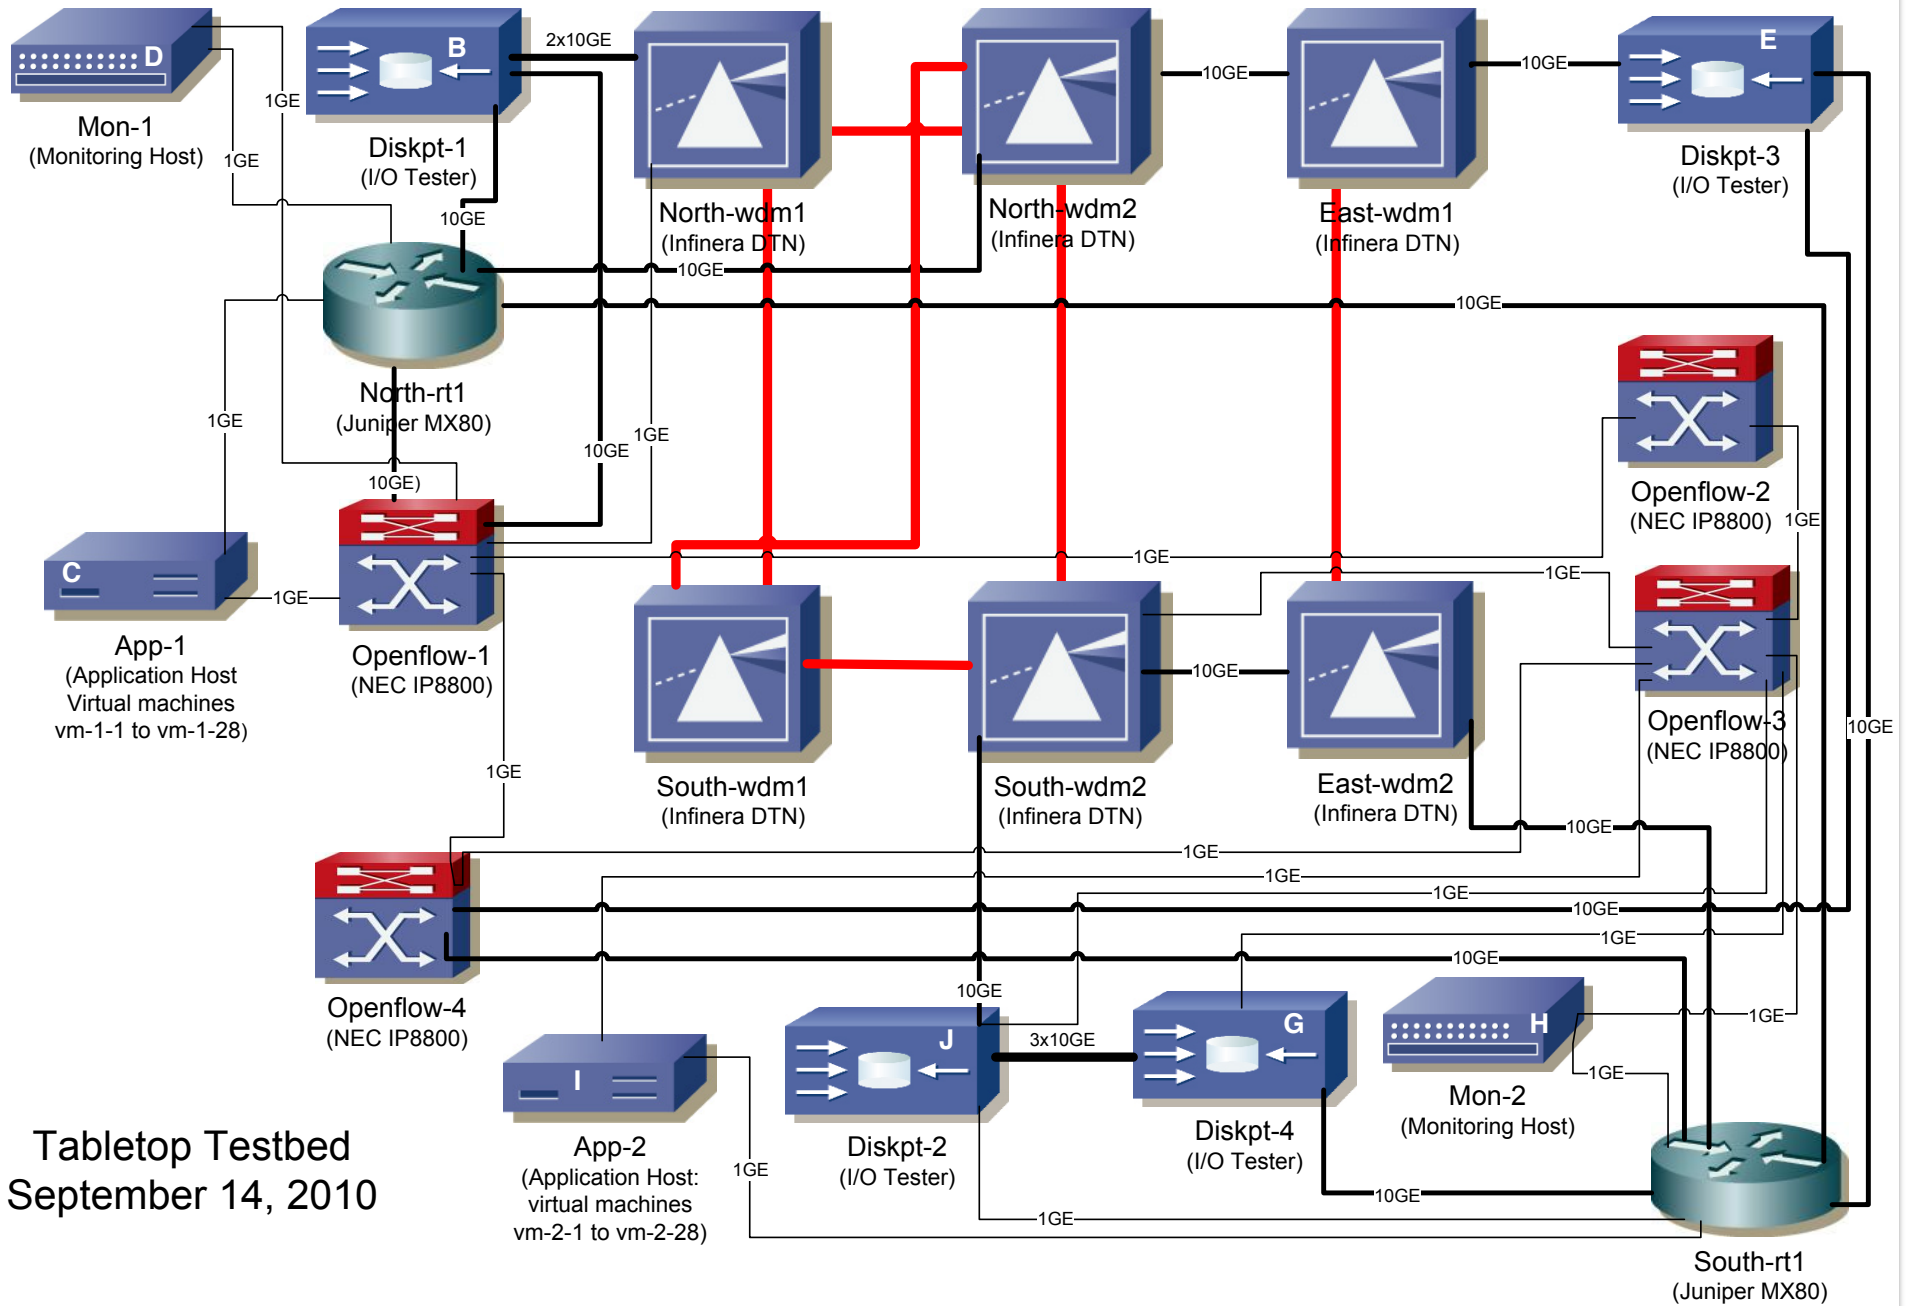 D
Mon-1
(Monitoring Host)
B
Diskpt-1
(I/O Tester)
2x10GE
North-wdm1
(Infinera DTN)
North-wdm2
(Infinera DTN)
10GE
East-wdm1
(Infinera DTN)
10GE
E
Diskpt-3
(I/O Tester)
1GE
1GE
10GE
10GE
10GE
North-rt1
(Juniper MX80)
1GE
10GE
1GE
10GE)
Openflow-2
(NEC IP8800)
1GE
C
App-1
(Application Host
Virtual machines
vm-1-1 to vm-1-28)
1GE
Openflow-1
(NEC IP8800)
1GE
1GE
1GE
South-wdm1
(Infinera DTN)
South-wdm2
(Infinera DTN)
10GE
East-wdm2
(Infinera DTN)
Openflow-3
(NEC IP8800)
10GE
10GE
1GE
1GE
1GE
10GE
1GE
10GE
Openflow-4
(NEC IP8800)
10GE
I
App-2
(Application Host:
virtual machines
vm-2-1 to vm-2-28)
1GE
J
Diskpt-2
(I/O Tester)
3x10GE
G
Diskpt-4
(I/O Tester)
H
Mon-2
(Monitoring Host)
1GE
1GE
10GE
1GE
South-rt1
(Juniper MX80)
Tabletop Testbed
September 14, 2010